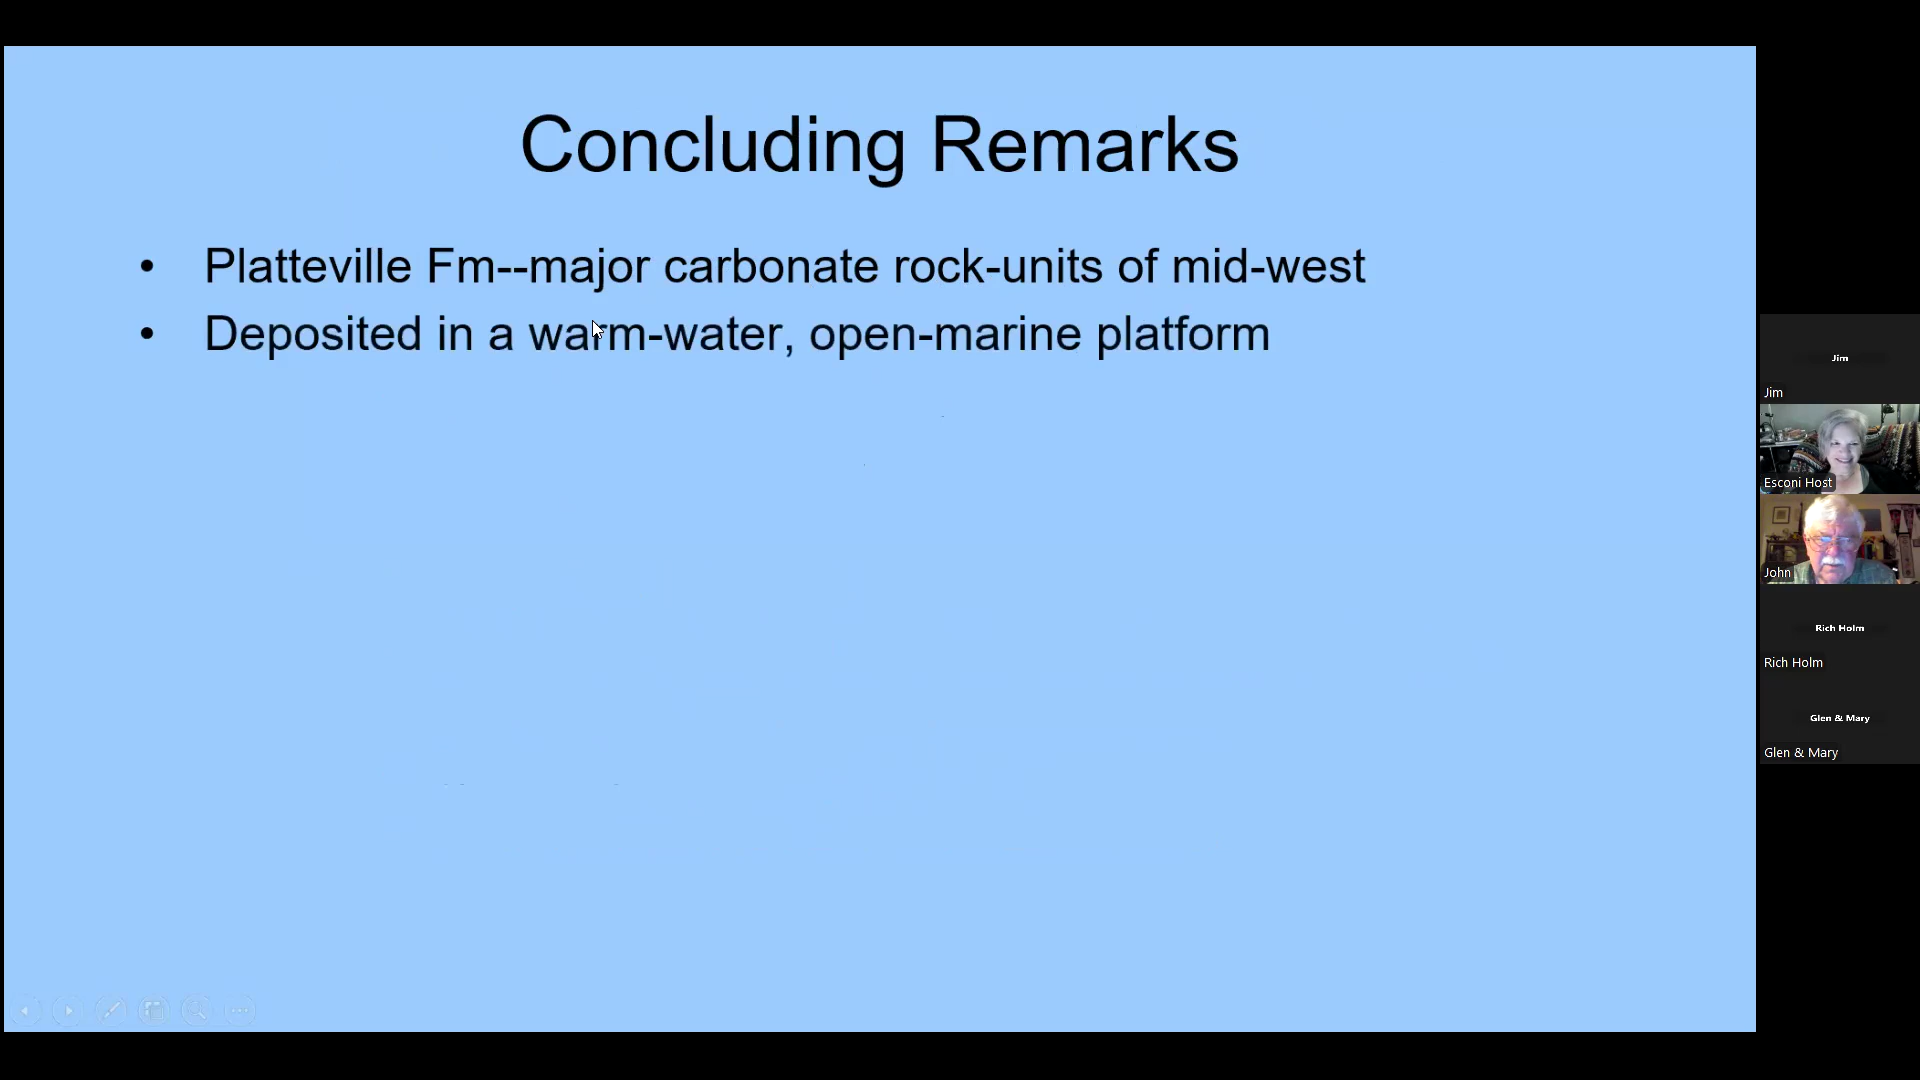 Concluding Remarks
• Platteville Fm--major carbonate rock-units of mid-west
• Deposited in a warm-water, open-marine platform
Jim
Jim
Esconi Host
John
Rich Holm
Rich Holm
Glen & Mary
Glen & Mary